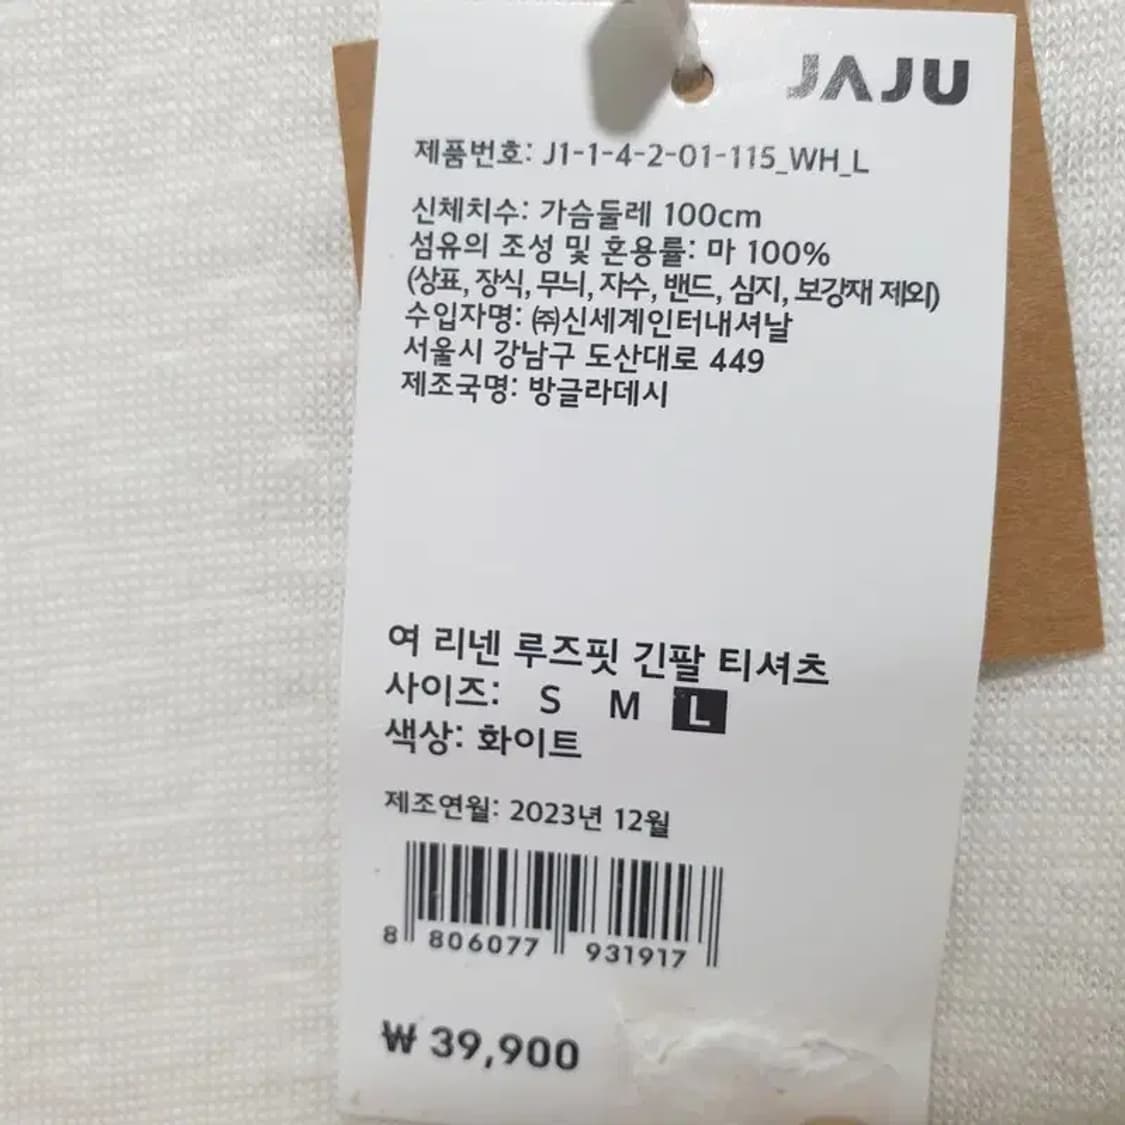 JAJU
제품번호: J1-1-4-2-01-115_WH_L
신체치수: 가슴둘레 100cm
섬유의 조성 및 혼용률: 마 100%
(상표, 장식, 무늬, 자수, 밴드, 심지, 보강재 제외)
수입자명: ㈜신세계인터내셔날
서울시 강남구 도산대로 449
제조국명: 방글라데시
여 리넨 루즈핏 긴팔 티셔츠
사이즈: S M L
색상: 화이트
제조연월: 2023년 12월
8 806077 931917
₩ 39,900